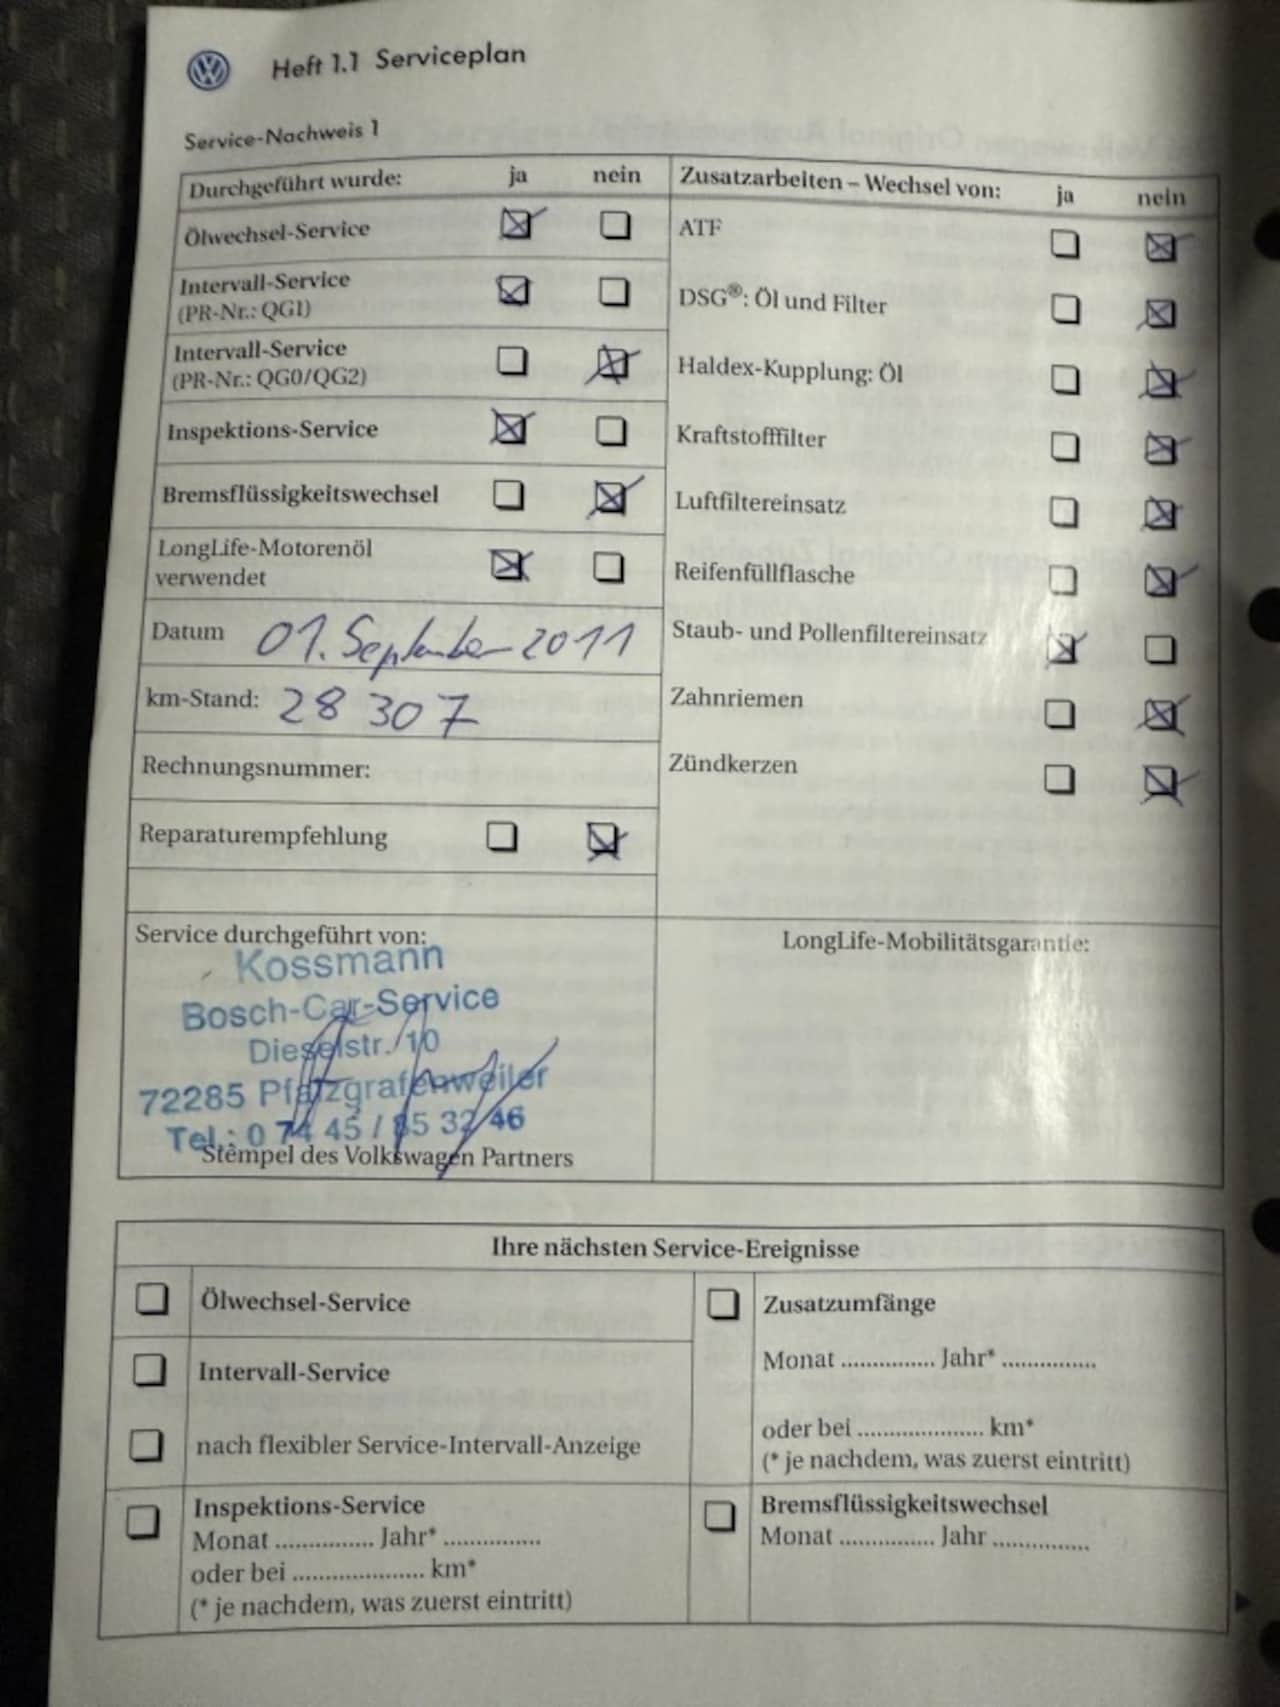 Heft 1.1 Serviceplan
Service-Nachweis 1
Durchgeführt wurde: ja nein
Ölwechsel-Service
Intervall-Service
(PR-Nr.: QG1)
Intervall-Service
(PR-Nr.: QG0/QG2)
Inspektions-Service
Bremsflüssigkeitswechsel
LongLife-Motorenöl
verwendet
Datum 01. September 2011
km-Stand: 28 307
Rechnungsnummer:
Reparaturempfehlung
Zusatzarbeiten – Wechsel von: ja nein
ATF
DSG®: Öl und Filter
Haldex-Kupplung: Öl
Kraftstofffilter
Luftfiltereinsatz
Reifenfüllflasche
Staub- und Pollenfiltereinsatz
Zahnriemen
Zündkerzen
Service durchgeführt von:
Kossmann
Bosch-Car-Service
Dieselstr. 10
72285 Pfalzgrafenweiler
Tel.: 0 74 45 / 85 32 46
Stempel des Volkswagen Partners
LongLife-Mobilitätsgarantie:
Ihre nächsten Service-Ereignisse
Ölwechsel-Service
Intervall-Service
nach flexibler Service-Intervall-Anzeige
Inspektions-Service
Monat ............... Jahr* ...............
oder bei ..................... km*
(* je nachdem, was zuerst eintritt)
Zusatzumfänge
Monat ............... Jahr* ...............
oder bei ..................... km*
(* je nachdem, was zuerst eintritt)
Bremsflüssigkeitswechsel
Monat ............... Jahr ...............